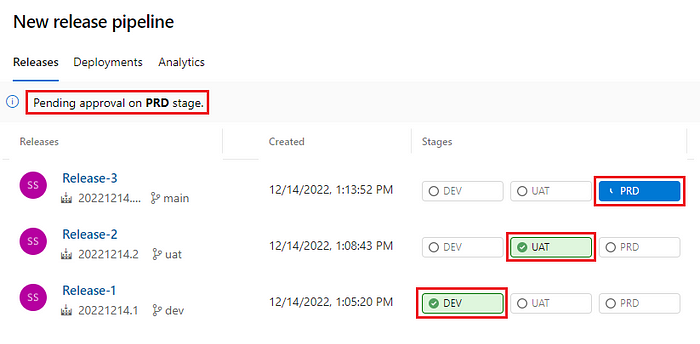 New release pipeline
Releases Deployments Analytics
Pending approval on PRD stage.
Releases Created Stages
SS Release-3 12/14/2022, 1:13:52 PM DEV UAT PRD
20221214.... main
SS Release-2 12/14/2022, 1:08:43 PM DEV UAT PRD
20221214.2 uat
SS Release-1 12/14/2022, 1:05:20 PM DEV UAT PRD
20221214.1 dev